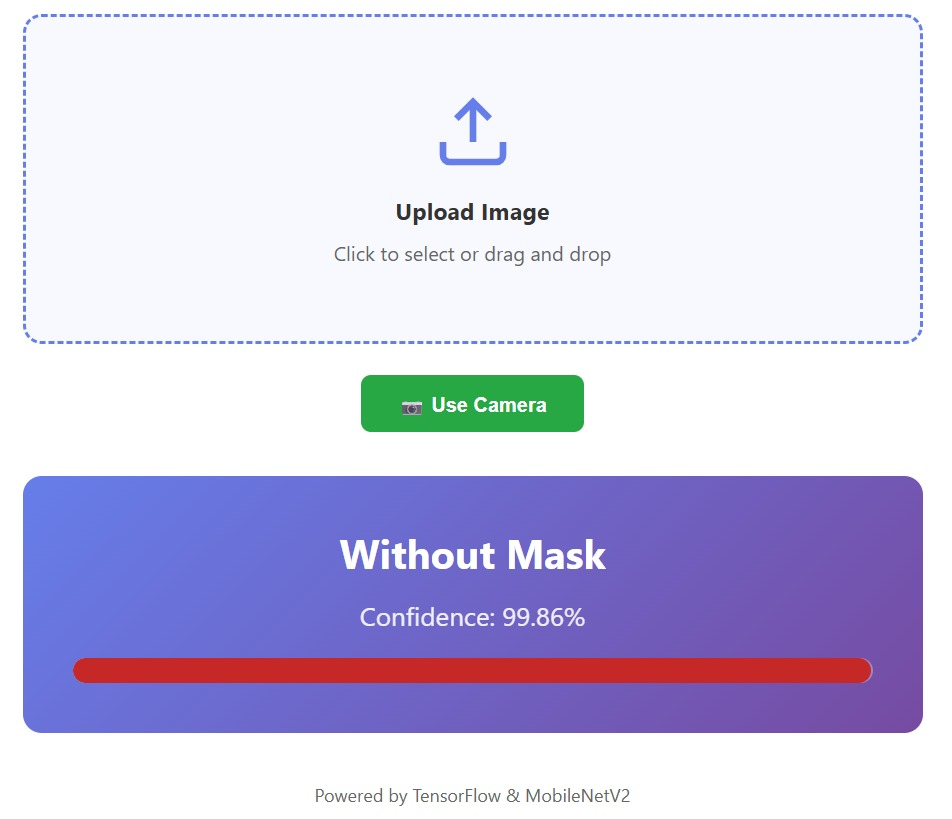 Upload Image
Click to select or drag and drop
📷 Use Camera
Without Mask
Confidence: 99.86%
Powered by TensorFlow & MobileNetV2